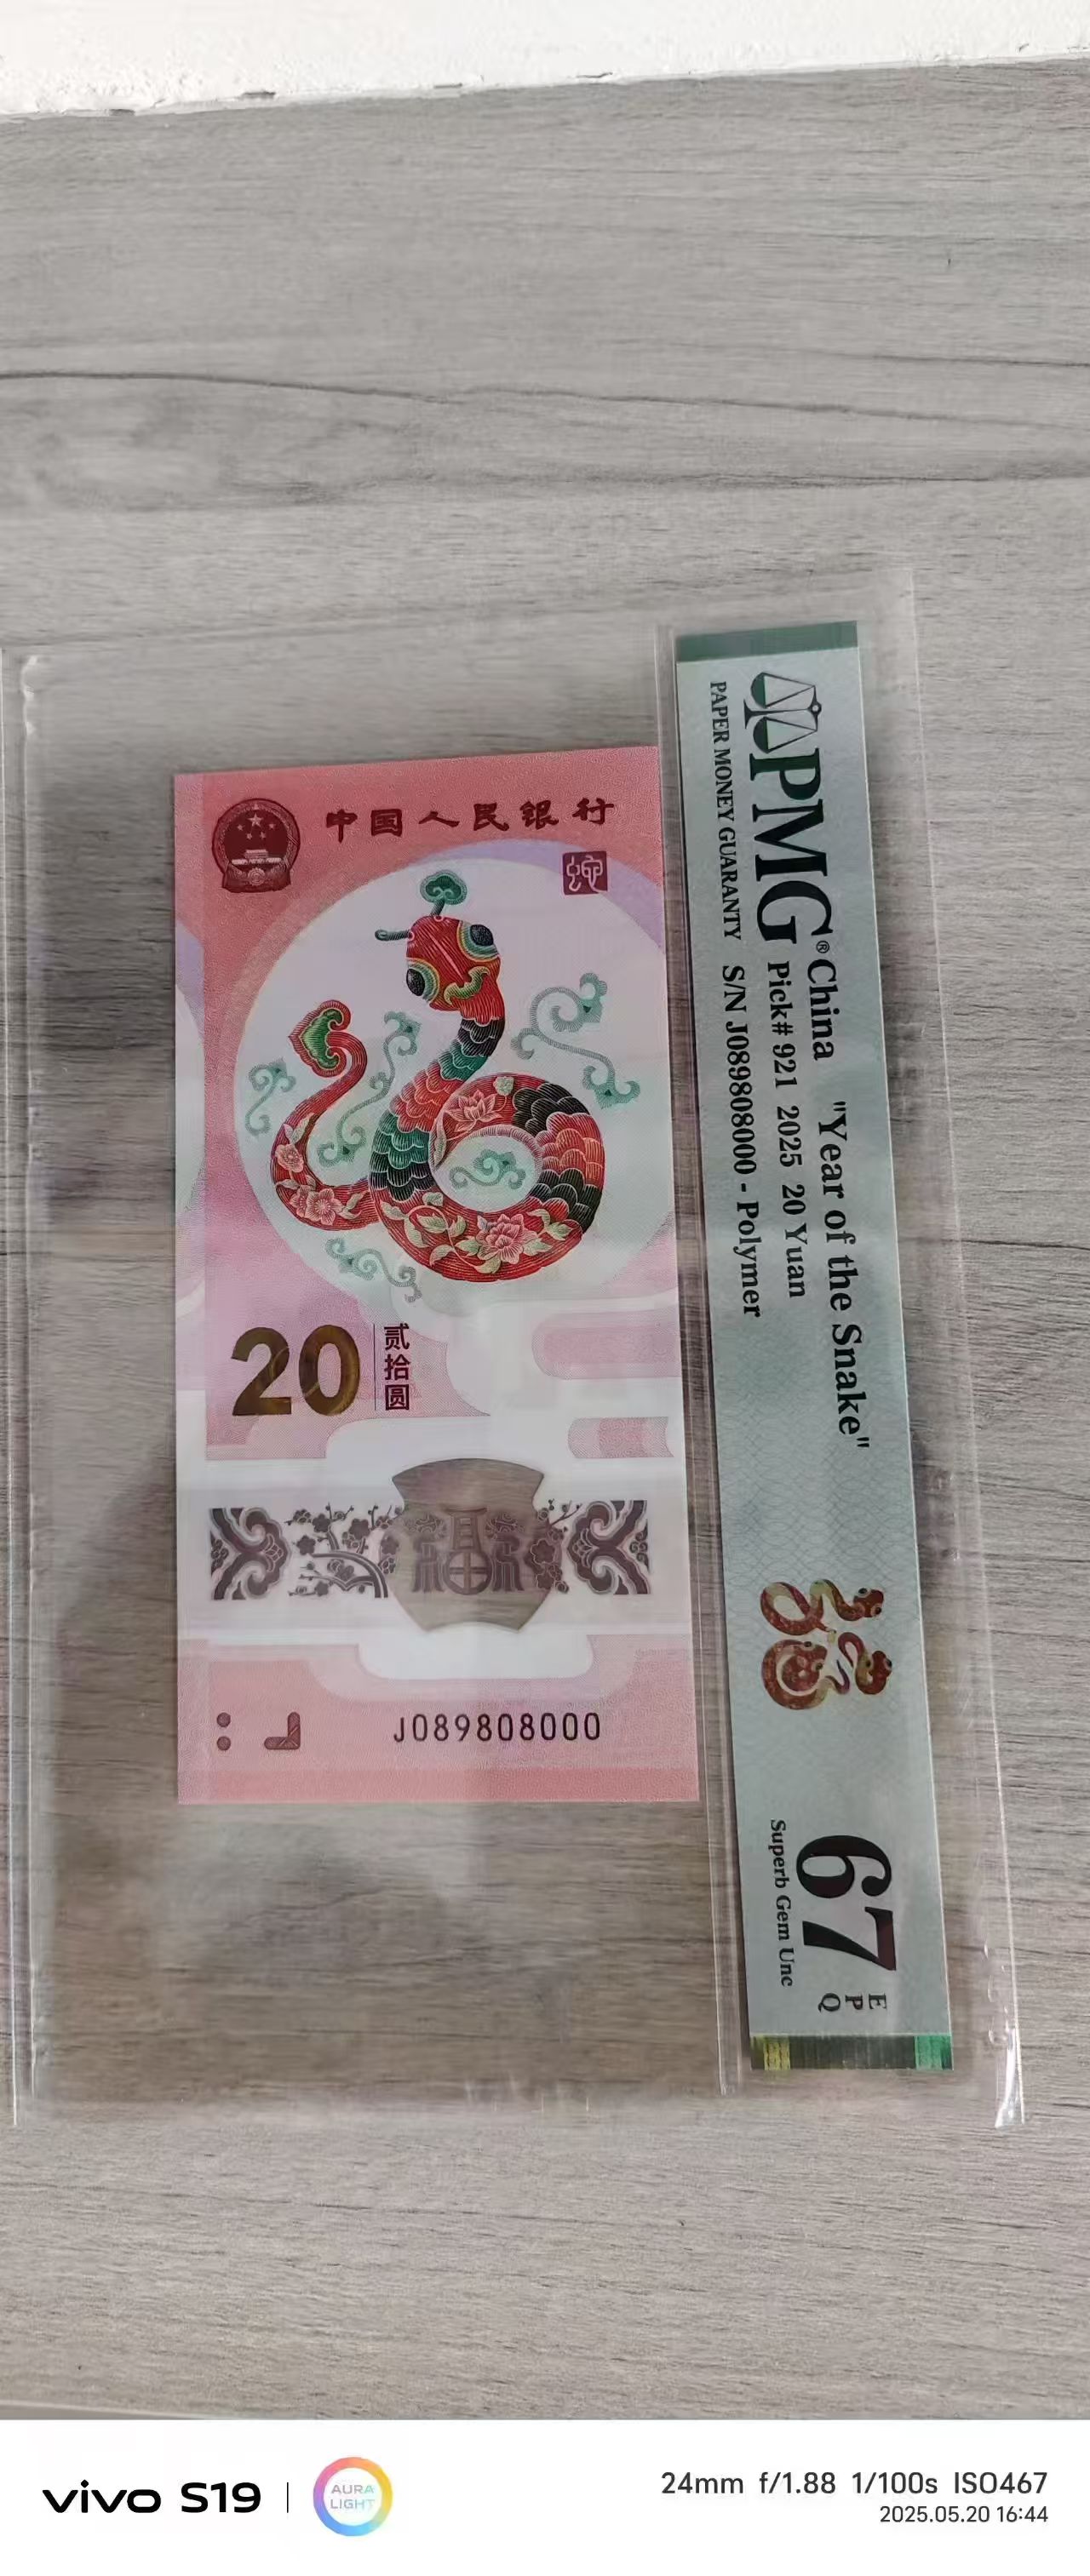 中国人民银行
蛇
20 贰拾圆
福
J089808000
PMG® China "Year of the Snake"
PAPER MONEY GUARANTY
Pick# 921 2025 20 Yuan
S/N J089808000 - Polymer
67 EPQ
Superb Gem Unc
vivo S19
AURA LIGHT
24mm f/1.88 1/100s ISO467
2025.05.20 16:44